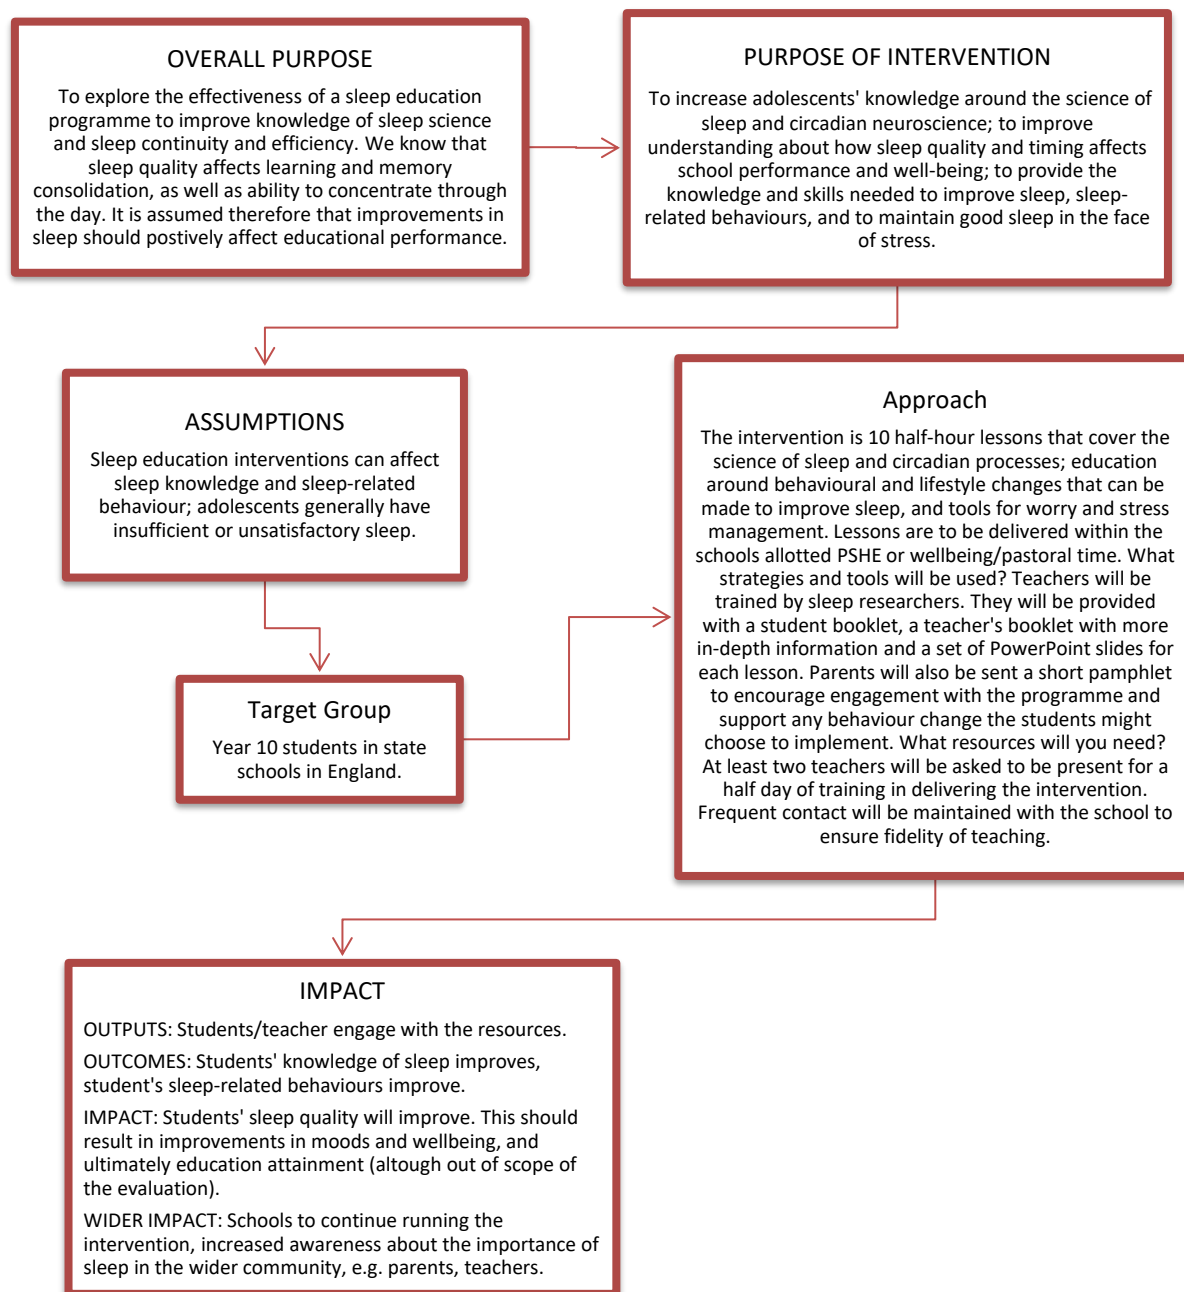 OVERALL PURPOSE
To explore the effectiveness of a sleep education
programme to improve knowledge of sleep science
and sleep continuity and efficiency. We know that
sleep quality affects learning and memory
consolidation, as well as ability to concentrate through
the day. It is assumed therefore that improvements in
sleep should postively affect educational performance.
PURPOSE OF INTERVENTION
To increase adolescents' knowledge around the science of
sleep and circadian neuroscience; to improve
understanding about how sleep quality and timing affects
school performance and well-being; to provide the
knowledge and skills needed to improve sleep, sleep-
related behaviours, and to maintain good sleep in the face
of stress.
ASSUMPTIONS
Sleep education interventions can affect
sleep knowledge and sleep-related
behaviour; adolescents generally have
insufficient or unsatisfactory sleep.
Target Group
Year 10 students in state
schools in England.
Approach
The intervention is 10 half-hour lessons that cover the
science of sleep and circadian processes; education
around behavioural and lifestyle changes that can be
made to improve sleep, and tools for worry and stress
management. Lessons are to be delivered within the
schools allotted PSHE or wellbeing/pastoral time. What
strategies and tools will be used? Teachers will be
trained by sleep researchers. They will be provided
with a student booklet, a teacher's booklet with more
in-depth information and a set of PowerPoint slides for
each lesson. Parents will also be sent a short pamphlet
to encourage engagement with the programme and
support any behaviour change the students might
choose to implement. What resources will you need?
At least two teachers will be asked to be present for a
half day of training in delivering the intervention.
Frequent contact will be maintained with the school to
ensure fidelity of teaching.
IMPACT
OUTPUTS: Students/teacher engage with the resources.
OUTCOMES: Students' knowledge of sleep improves,
student's sleep-related behaviours improve.
IMPACT: Students' sleep quality will improve. This should
result in improvements in moods and wellbeing, and
ultimately education attainment (altough out of scope of
the evaluation).
WIDER IMPACT: Schools to continue running the
intervention, increased awareness about the importance of
sleep in the wider community, e.g. parents, teachers.